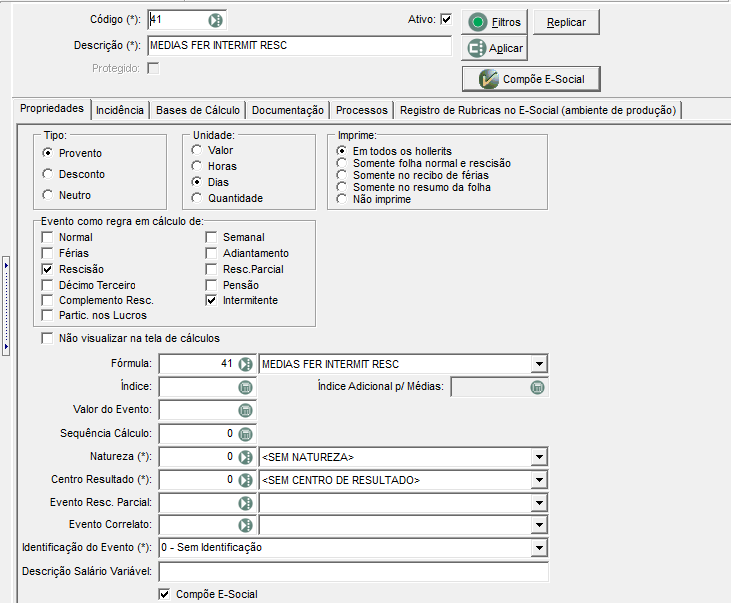 Código (*): 41 Ativo: Filtros Replicar
Descrição (*): MEDIAS FER INTERMIT RESC Aplicar
Protegido: Compõe E-Social
Propriedades Incidência Bases de Cálculo Documentação Processos Registro de Rubricas no E-Social (ambiente de produção)
Tipo:
Provento
Desconto
Neutro
Unidade:
Valor
Horas
Dias
Quantidade
Imprime:
Em todos os hollerits
Somente folha normal e rescisão
Somente no recibo de férias
Somente no resumo da folha
Não imprime
Evento como regra em cálculo de:
Normal Semanal
Férias Adiantamento
Rescisão Resc.Parcial
Décimo Terceiro Pensão
Complemento Resc. Intermitente
Partic. nos Lucros
Não visualizar na tela de cálculos
Fórmula: 41 MEDIAS FER INTERMIT RESC
Índice: Índice Adicional p/ Médias:
Valor do Evento:
Sequência Cálculo: 0
Natureza (*): 0 <SEM NATUREZA>
Centro Resultado (*): 0 <SEM CENTRO DE RESULTADO>
Evento Resc. Parcial:
Evento Correlato:
Identificação do Evento (*): 0 - Sem Identificação
Descrição Salário Variável:
Compõe E-Social